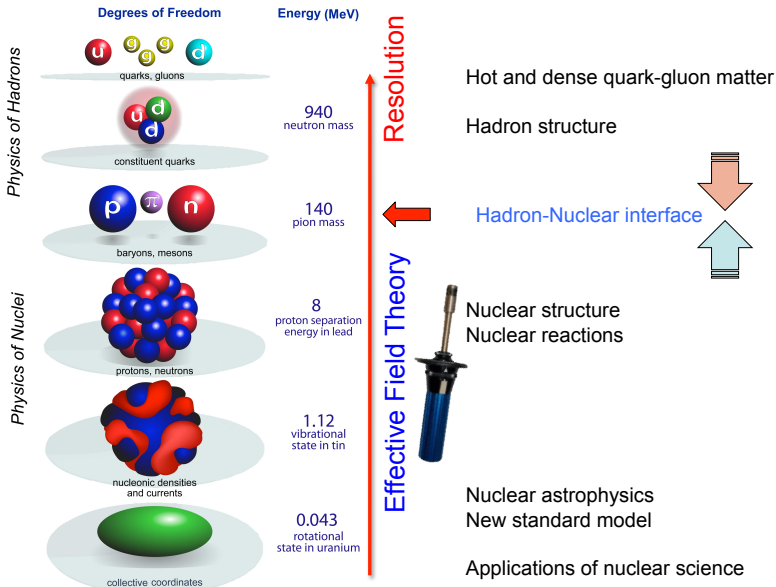 Degrees of Freedom
Energy (MeV)
Physics of Hadrons
Physics of Nuclei
u g g g d
quarks, gluons
u d d
constituent quarks
940
neutron mass
p π n
baryons, mesons
140
pion mass
protons, neutrons
8
proton separation
energy in lead
nucleonic densities
and currents
1.12
vibrational
state in tin
collective coordinates
0.043
rotational
state in uranium
Resolution
Effective Field Theory
Hot and dense quark-gluon matter
Hadron structure
Hadron-Nuclear interface
Nuclear structure
Nuclear reactions
Nuclear astrophysics
New standard model
Applications of nuclear science